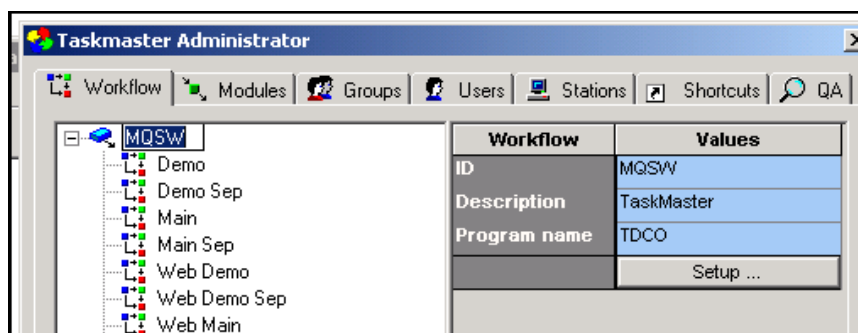 Taskmaster Administrator
Workflow Modules Groups Users Stations Shortcuts QA
MQSW
Demo
Demo Sep
Main
Main Sep
Web Demo
Web Demo Sep
Web Main
Workflow Values
ID MQSW
Description TaskMaster
Program name TDCO
Setup ...